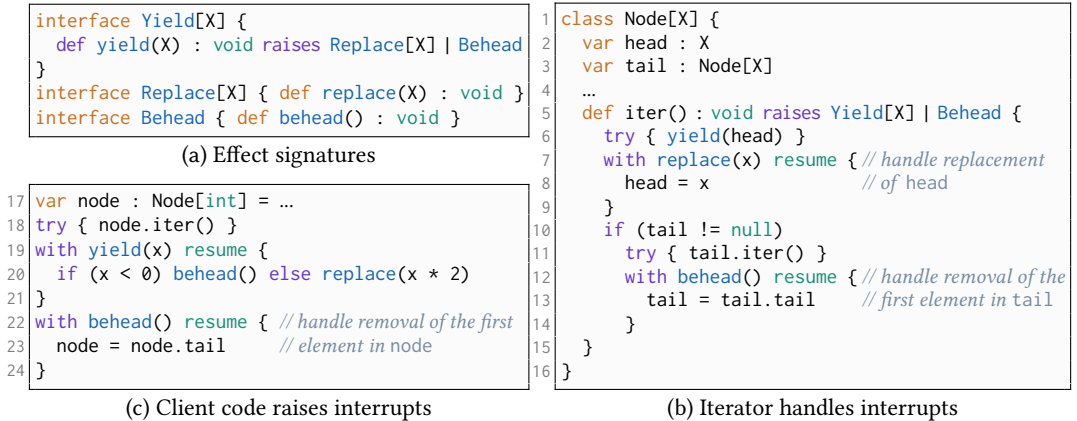 interface Yield[X] {
def yield(X) : void raises Replace[X] | Behead
}
interface Replace[X] { def replace(X) : void }
interface Behead { def behead() : void }
(a) Effect signatures
17 var node : Node[int] = …
18 try { node.iter() }
19 with yield(x) resume {
20 if (x < 0) behead() else replace(x * 2)
21 }
22 with behead() resume { // handle removal of the first
23 node = node.tail // element in node
24 }
(c) Client code raises interrupts
1 class Node[X] {
2 var head : X
3 var tail : Node[X]
4 …
5 def iter() : void raises Yield[X] | Behead {
6 try { yield(head) }
7 with replace(x) resume { // handle replacement
8 head = x // of head
9 }
10 if (tail != null)
11 try { tail.iter() }
12 with behead() resume { // handle removal of the
13 tail = tail.tail // first element in tail
14 }
15 }
16 }
(b) Iterator handles interrupts